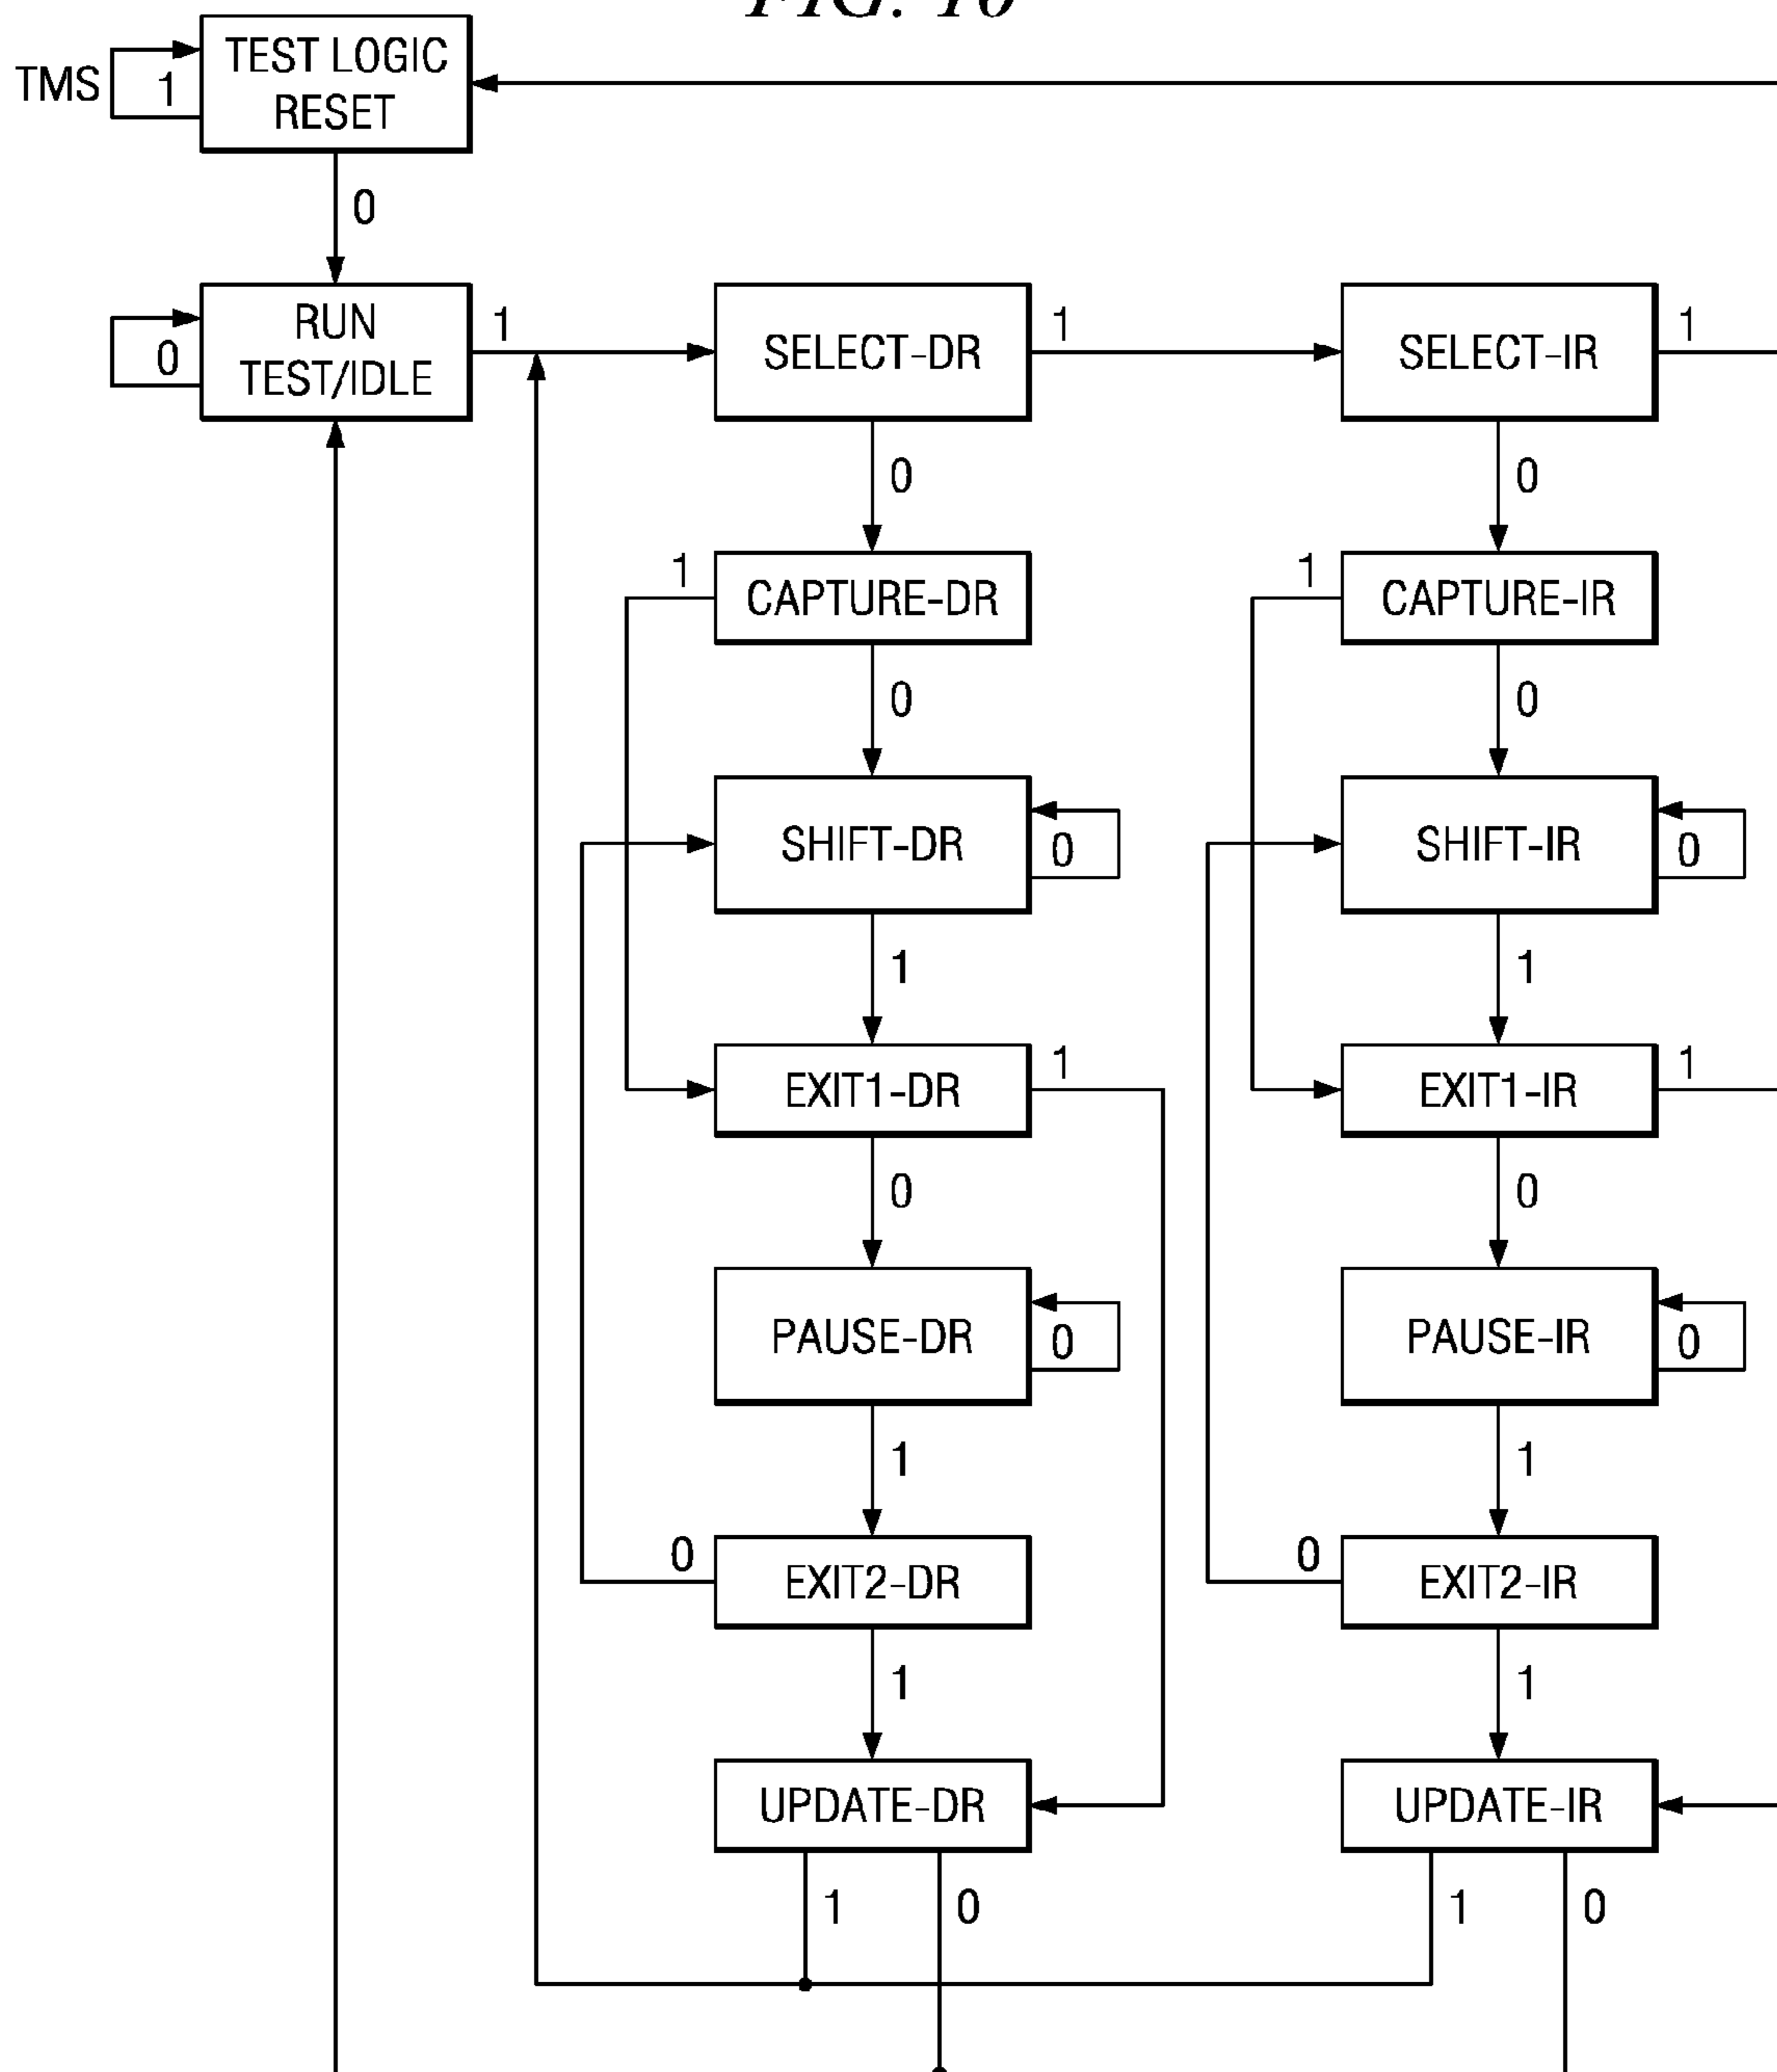 TEST LOGIC
RESET
TMS
1
0
RUN
TEST/IDLE
0
1
SELECT-DR
1
SELECT-IR
1
0
0
1
CAPTURE-DR
1
CAPTURE-IR
0
0
SHIFT-DR
0
SHIFT-IR
0
1
1
EXIT1-DR
1
EXIT1-IR
1
0
0
PAUSE-DR
0
PAUSE-IR
0
1
1
0
EXIT2-DR
0
EXIT2-IR
1
1
UPDATE-DR
UPDATE-IR
1
0
1
0